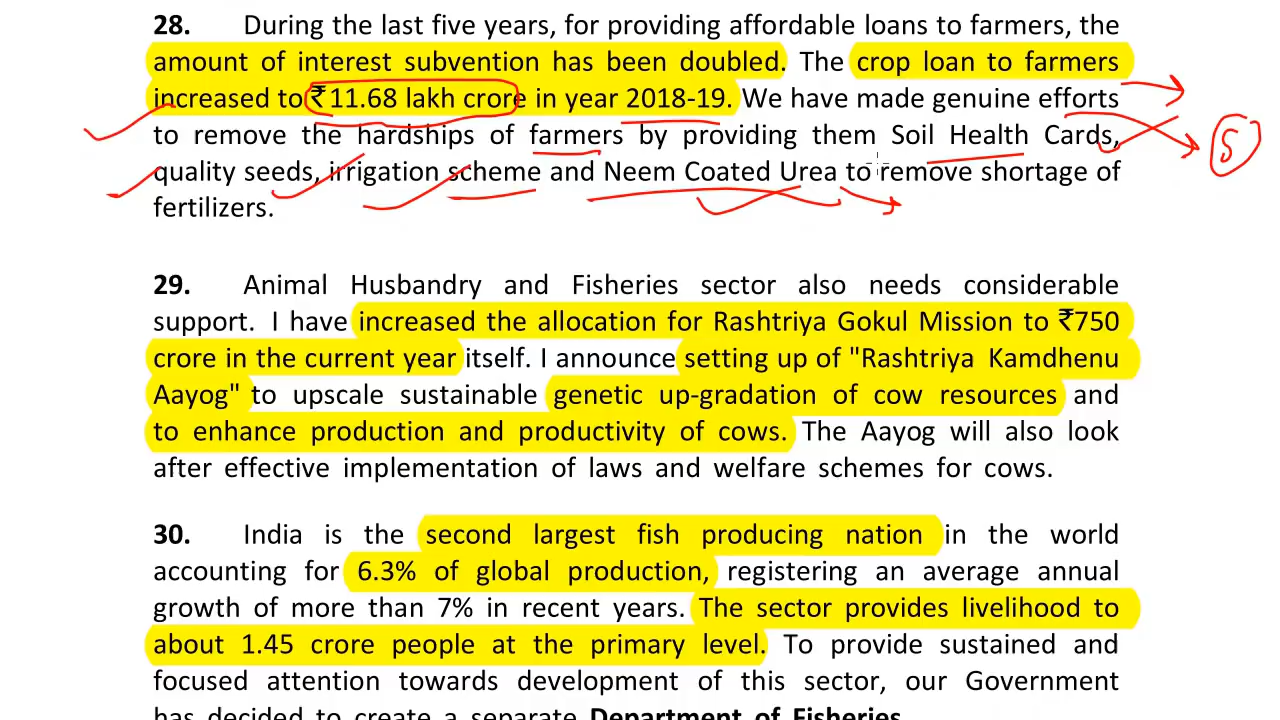 28. During the last five years, for providing affordable loans to farmers, the
amount of interest subvention has been doubled. The crop loan to farmers
increased to ₹11.68 lakh crore in year 2018-19. We have made genuine efforts
to remove the hardships of farmers by providing them Soil Health Cards,
quality seeds, irrigation scheme and Neem Coated Urea to remove shortage of
fertilizers.
5
29. Animal Husbandry and Fisheries sector also needs considerable
support. I have increased the allocation for Rashtriya Gokul Mission to ₹750
crore in the current year itself. I announce setting up of "Rashtriya Kamdhenu
Aayog" to upscale sustainable genetic up-gradation of cow resources and
to enhance production and productivity of cows. The Aayog will also look
after effective implementation of laws and welfare schemes for cows.
30. India is the second largest fish producing nation in the world
accounting for 6.3% of global production, registering an average annual
growth of more than 7% in recent years. The sector provides livelihood to
about 1.45 crore people at the primary level. To provide sustained and
focused attention towards development of this sector, our Government
has decided to create a separate Department of Fisheries.